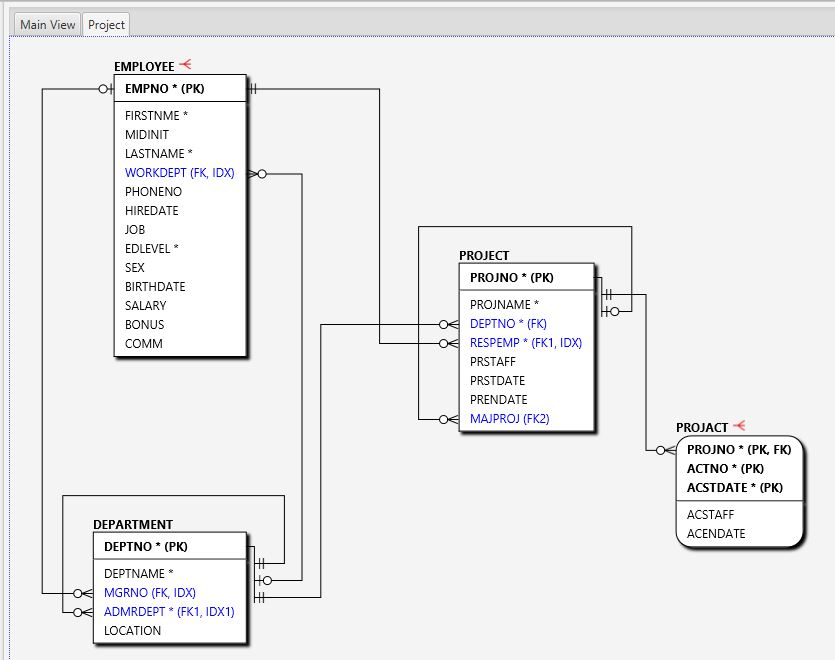 Main View
Project
EMPLOYEE
EMPNO * (PK)
FIRSTNME *
MIDINIT
LASTNAME *
WORKDEPT (FK, IDX)
PHONENO
HIREDATE
JOB
EDLEVEL *
SEX
BIRTHDATE
SALARY
BONUS
COMM
PROJECT
PROJNO * (PK)
PROJNAME *
DEPTNO * (FK)
RESPEMP * (FK1, IDX)
PRSTAFF
PRSTDATE
PRENDATE
MAJPROJ (FK2)
PROJACT
PROJNO * (PK, FK)
ACTNO * (PK)
ACSTDATE * (PK)
ACSTAFF
ACENDATE
DEPARTMENT
DEPTNO * (PK)
DEPTNAME *
MGRNO (FK, IDX)
ADMRDEPT * (FK1, IDX1)
LOCATION